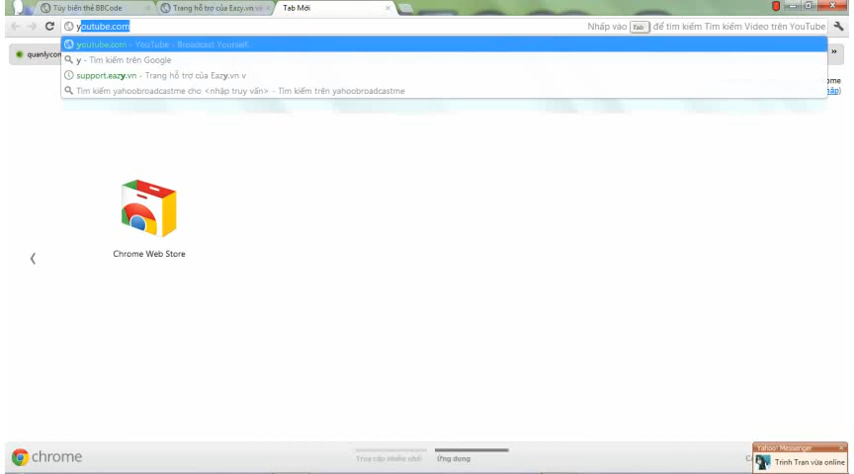 Tùy biến thẻ BBCode
Trang hỗ trợ của Eazy.vn v
Tab Mới
youtube.com
Nhấp vào Tab để tìm kiếm Tìm kiếm Video trên YouTube
youtube.com - YouTube - Broadcast Yourself.
quanlycon
»
y - Tìm kiếm trên Google
support.eazy.vn - Trang hỗ trợ của Eazy.vn v
ome
Tìm kiếm yahoobroadcastme cho <nhập truy vấn> - Tìm kiếm trên yahoobroadcastme
Chrome Web Store
chrome
Truy cập nhiều nhất
Ứng dụng
Yahoo! Messenger
Trinh Tran vừa online